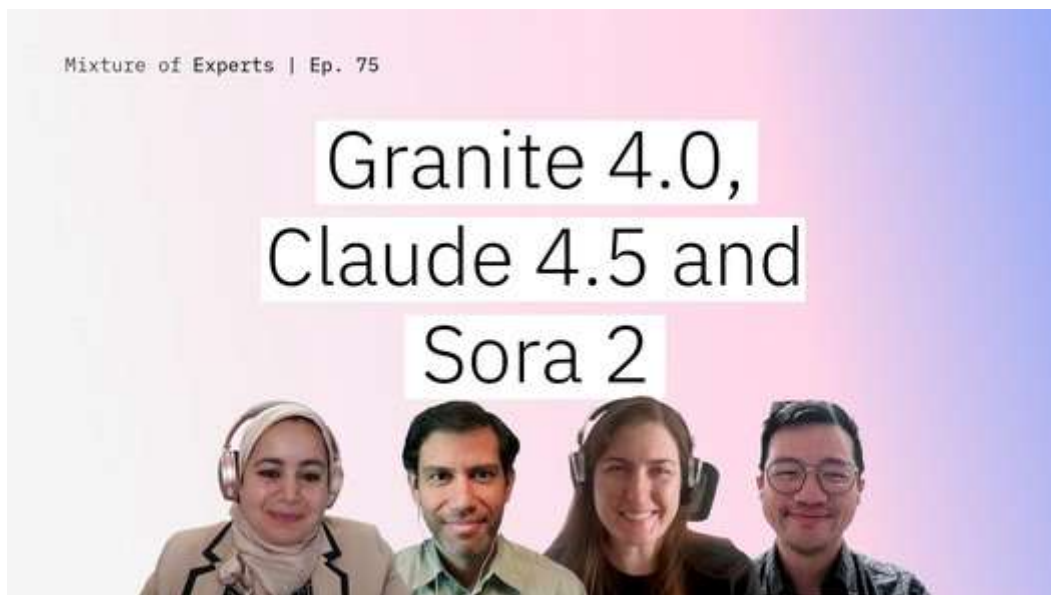 Mixture of Experts | Ep. 75
Granite 4.0,
Claude 4.5 and
Sora 2